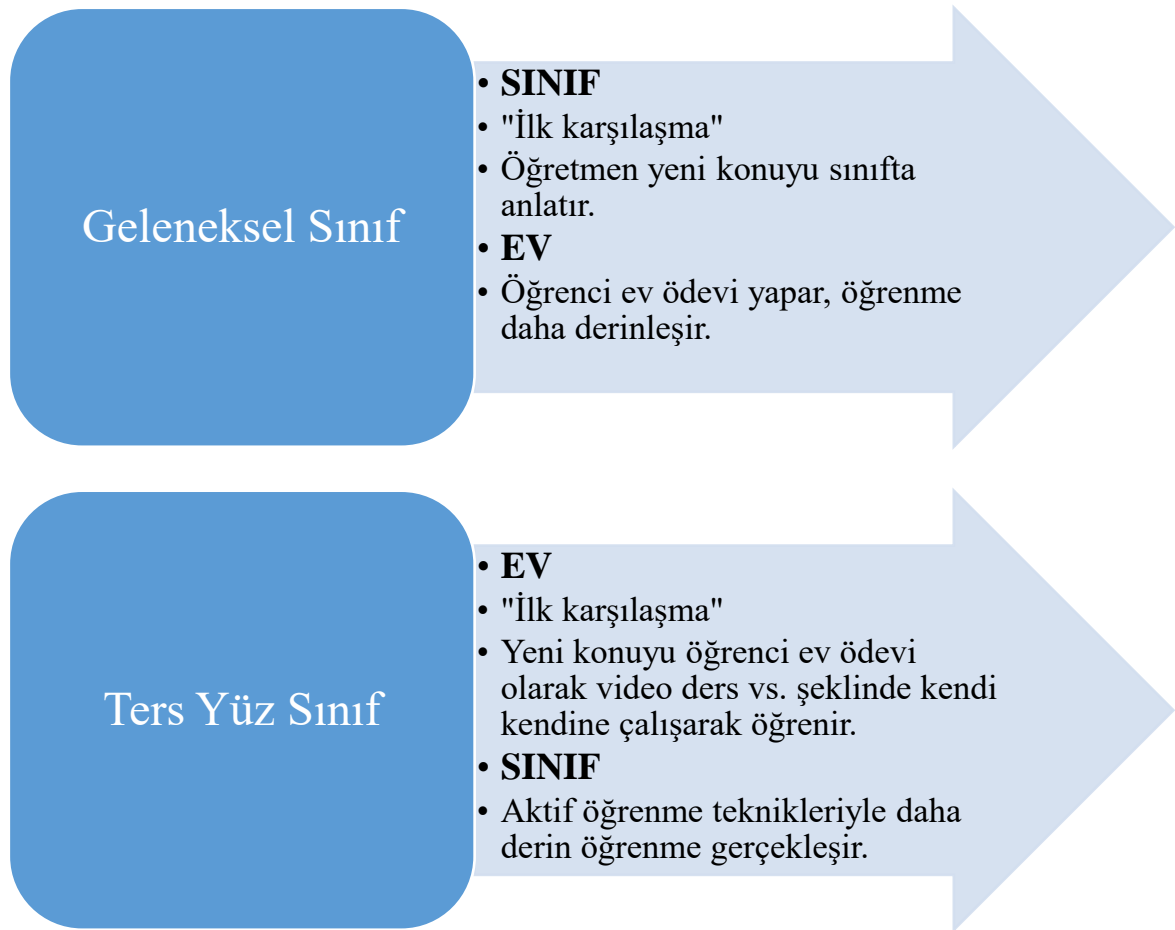 Geleneksel Sınıf
• SINIF
• "İlk karşılaşma"
• Öğretmen yeni konuyu sınıfta
anlatır.
• EV
• Öğrenci ev ödevi yapar, öğrenme
daha derinleşir.
Ters Yüz Sınıf
• EV
• "İlk karşılaşma"
• Yeni konuyu öğrenci ev ödevi
olarak video ders vs. şeklinde kendi
kendine çalışarak öğrenir.
• SINIF
• Aktif öğrenme teknikleriyle daha
derin öğrenme gerçekleşir.